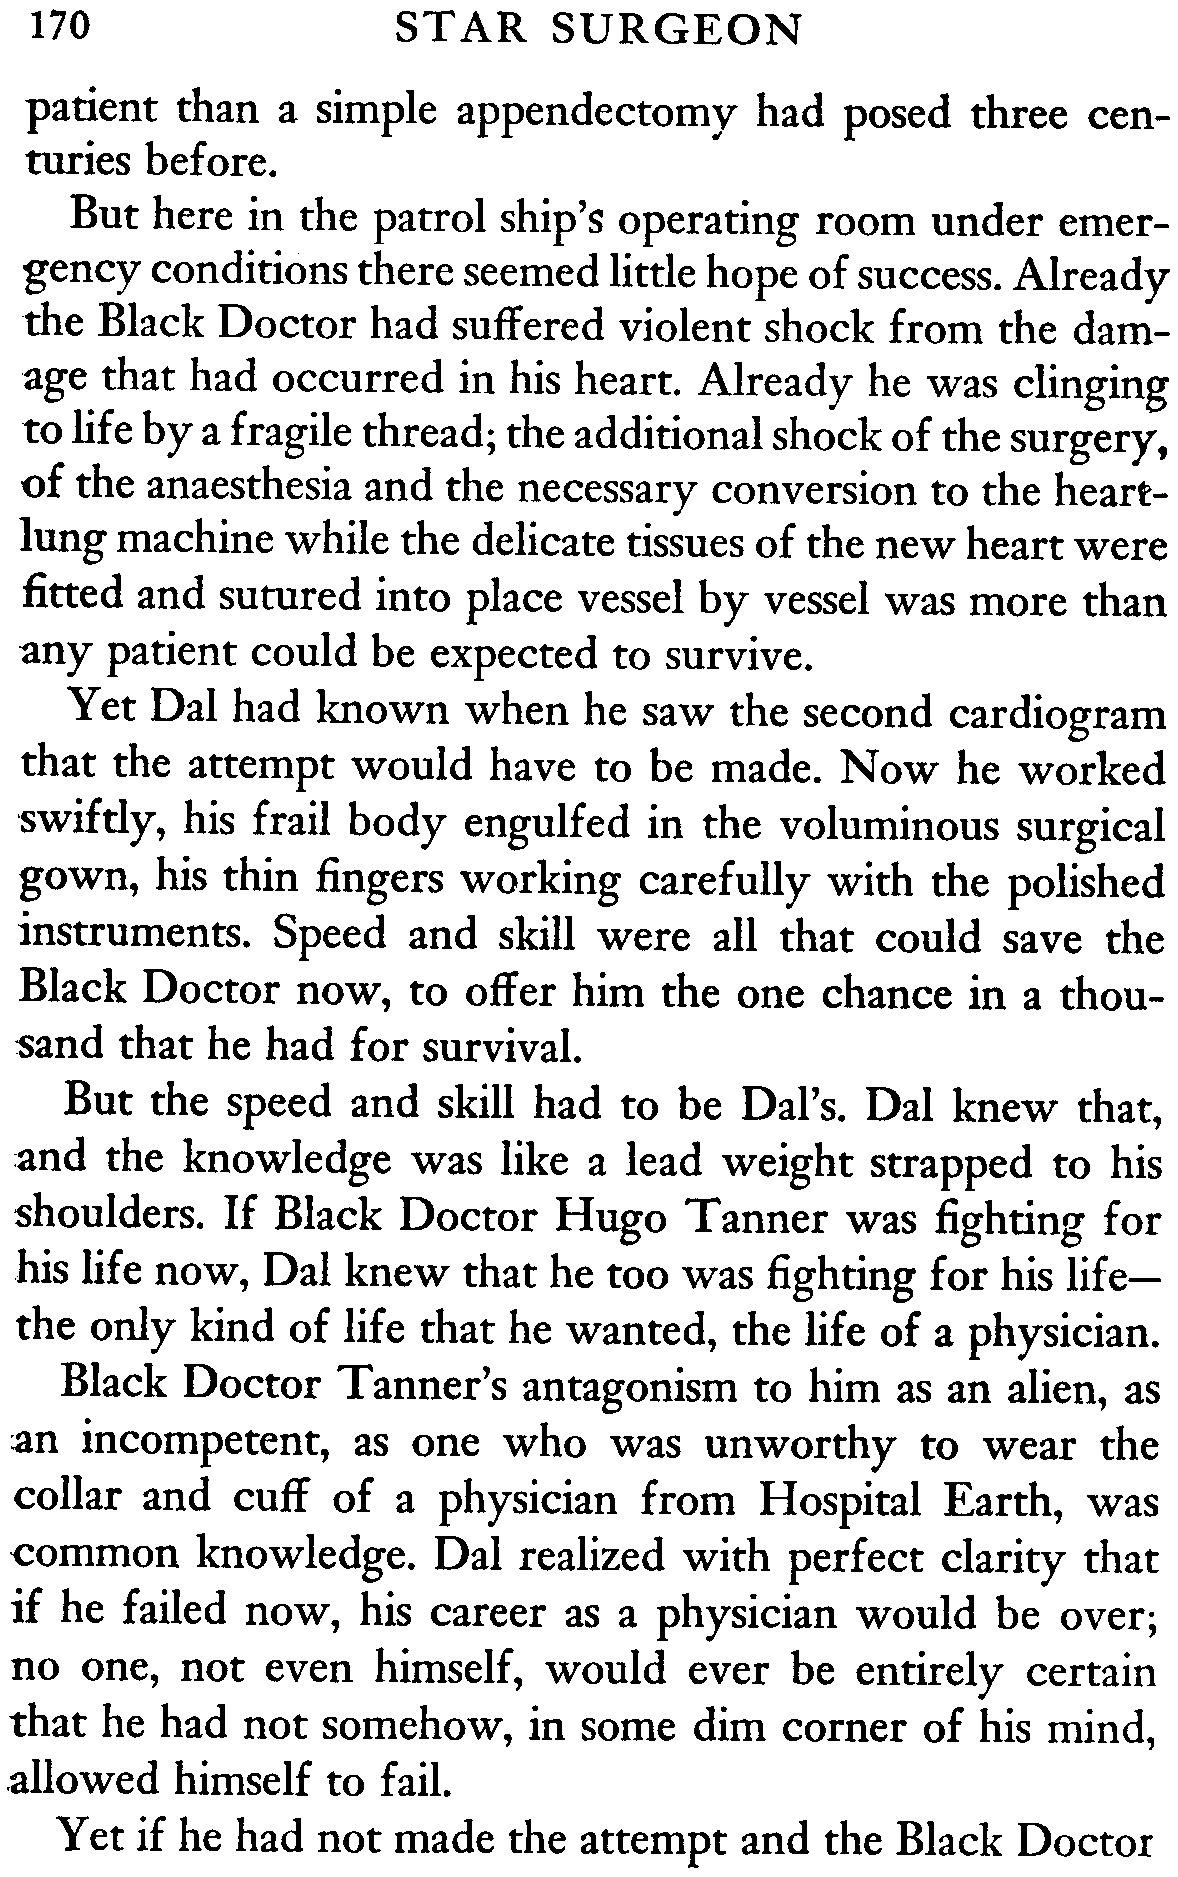 170 STAR SURGEON
patient than a simple appendectomy had posed three cen-
turies before.
But here in the patrol ship's operating room under emer-
gency conditions there seemed little hope of success. Already
the Black Doctor had suffered violent shock from the dam-
age that had occurred in his heart. Already he was clinging
to life by a fragile thread; the additional shock of the surgery,
of the anaesthesia and the necessary conversion to the heart-
lung machine while the delicate tissues of the new heart were
fitted and sutured into place vessel by vessel was more than
any patient could be expected to survive.
Yet Dal had known when he saw the second cardiogram
that the attempt would have to be made. Now he worked
swiftly, his frail body engulfed in the voluminous surgical
gown, his thin fingers working carefully with the polished
instruments. Speed and skill were all that could save the
Black Doctor now, to offer him the one chance in a thou-
sand that he had for survival.
But the speed and skill had to be Dal's. Dal knew that,
and the knowledge was like a lead weight strapped to his
shoulders. If Black Doctor Hugo Tanner was fighting for
his life now, Dal knew that he too was fighting for his life—
the only kind of life that he wanted, the life of a physician.
Black Doctor Tanner's antagonism to him as an alien, as
an incompetent, as one who was unworthy to wear the
collar and cuff of a physician from Hospital Earth, was
common knowledge. Dal realized with perfect clarity that
if he failed now, his career as a physician would be over;
no one, not even himself, would ever be entirely certain
that he had not somehow, in some dim corner of his mind,
allowed himself to fail.
Yet if he had not made the attempt and the Black Doctor